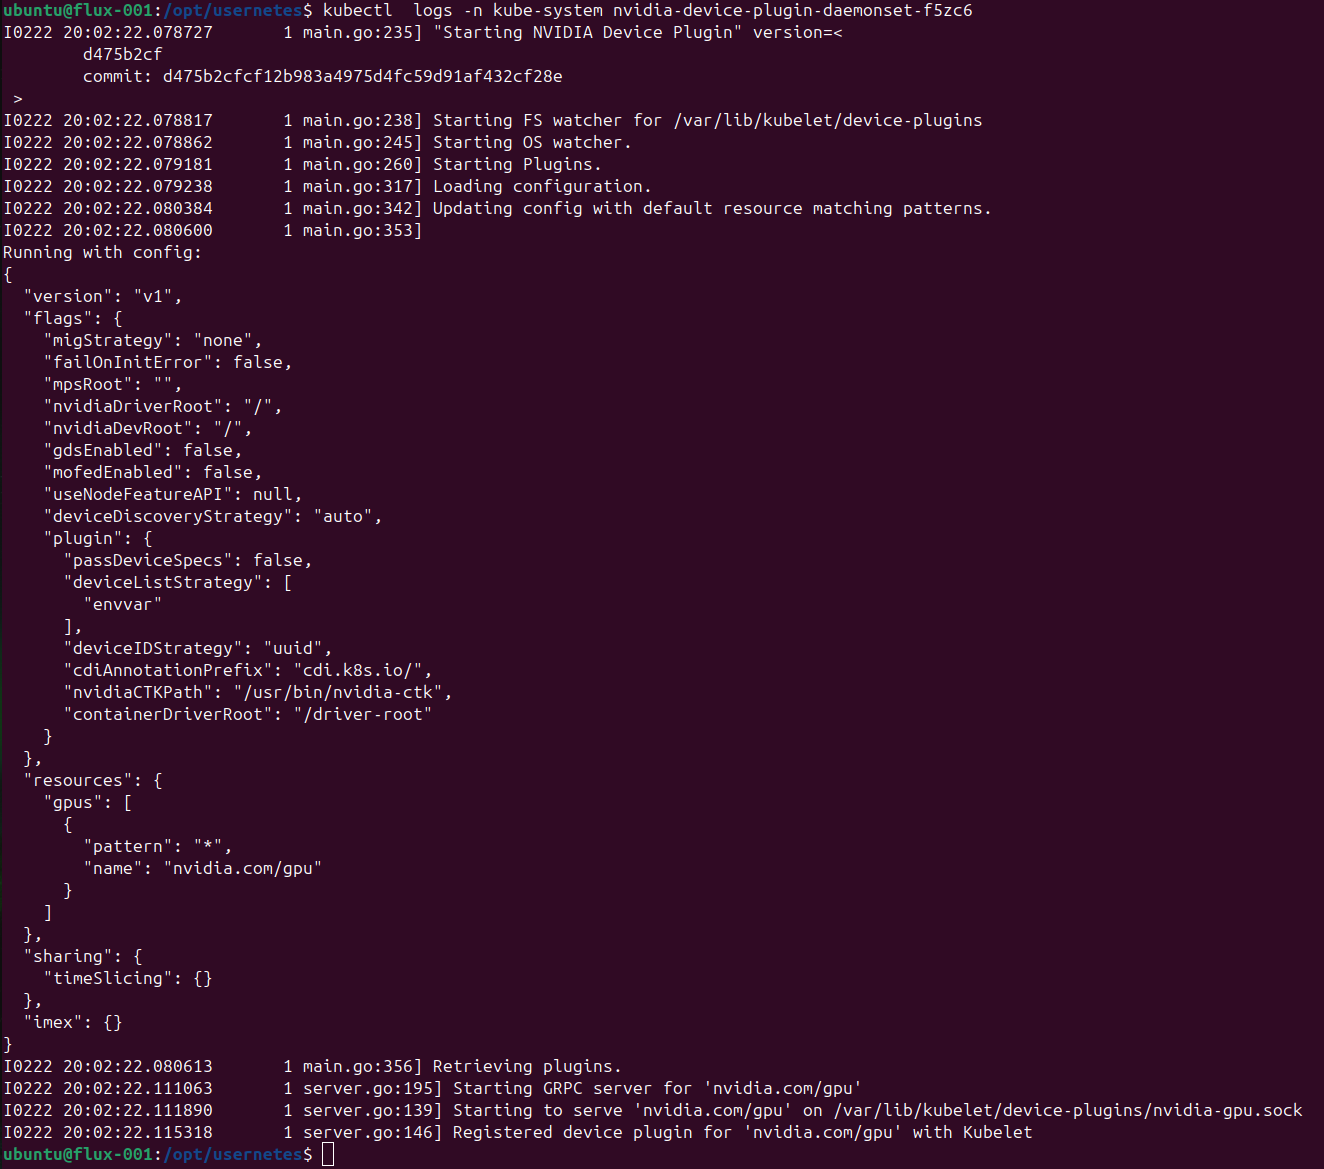 ubuntu@flux-001:/opt/usernetes$ kubectl  logs -n kube-system nvidia-device-plugin-daemonset-f5zc6
I0222 20:02:22.078727       1 main.go:235] "Starting NVIDIA Device Plugin" version=<
        d475b2cf
        commit: d475b2cfcf12b983a4975d4fc59d91af432cf28e
 >
I0222 20:02:22.078817       1 main.go:238] Starting FS watcher for /var/lib/kubelet/device-plugins
I0222 20:02:22.078862       1 main.go:245] Starting OS watcher.
I0222 20:02:22.079181       1 main.go:260] Starting Plugins.
I0222 20:02:22.079238       1 main.go:317] Loading configuration.
I0222 20:02:22.080384       1 main.go:342] Updating config with default resource matching patterns.
I0222 20:02:22.080600       1 main.go:353]
Running with config:
{
  "version": "v1",
  "flags": {
    "migStrategy": "none",
    "failOnInitError": false,
    "mpsRoot": "",
    "nvidiaDriverRoot": "/",
    "nvidiaDevRoot": "/",
    "gdsEnabled": false,
    "mofedEnabled": false,
    "useNodeFeatureAPI": null,
    "deviceDiscoveryStrategy": "auto",
    "plugin": {
      "passDeviceSpecs": false,
      "deviceListStrategy": [
        "envvar"
      ],
      "deviceIDStrategy": "uuid",
      "cdiAnnotationPrefix": "cdi.k8s.io/",
      "nvidiaCTKPath": "/usr/bin/nvidia-ctk",
      "containerDriverRoot": "/driver-root"
    }
  },
  "resources": {
    "gpus": [
      {
        "pattern": "*",
        "name": "nvidia.com/gpu"
      }
    ]
  },
  "sharing": {
    "timeSlicing": {}
  },
  "imex": {}
}
I0222 20:02:22.080613       1 main.go:356] Retrieving plugins.
I0222 20:02:22.111063       1 server.go:195] Starting GRPC server for 'nvidia.com/gpu'
I0222 20:02:22.111890       1 server.go:139] Starting to serve 'nvidia.com/gpu' on /var/lib/kubelet/device-plugins/nvidia-gpu.sock
I0222 20:02:22.115318       1 server.go:146] Registered device plugin for 'nvidia.com/gpu' with Kubelet
ubuntu@flux-001:/opt/usernetes$